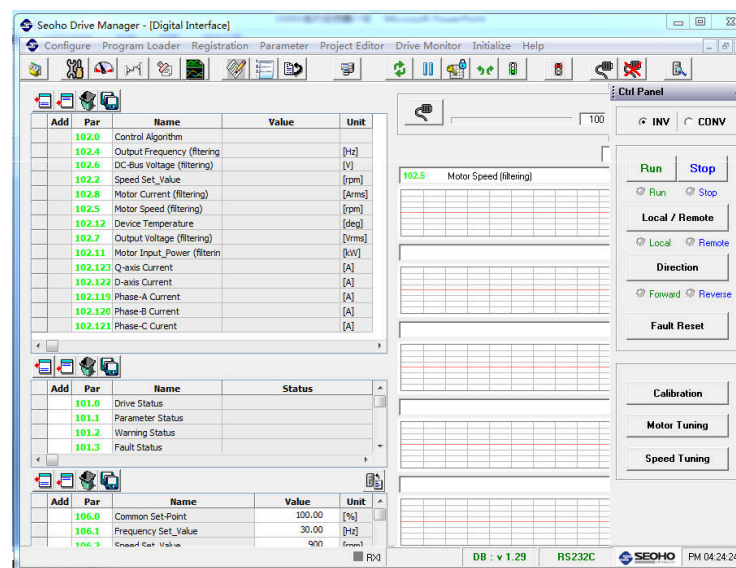 Seoho Drive Manager - [Digital Interface]
Configure Program Loader Registration Parameter Project Editor Drive Monitor Initialize Help
Add Par Name Value Unit
102.0 Control Algorithm
102.4 Output Frequency (fltering [Hz]
102.6 DC-Bus Voltage (filtering) [V]
102.2 Speed Set_Value [rpm]
102.8 Motor Current (filtering) [Arms]
102.5 Motor Speed (filtering) [rpm]
102.12 Device Temperature [deg]
102.7 Output Voltage (filtering) [Vrms]
102.11 Motor Input_Power (filterin [kW]
102.123 Q-axis Current [A]
102.122 D-axis Current [A]
102.119 Phase-A Current [A]
102.120 Phase-B Current [A]
102.121 Phase-C Curent [A]
Add Par Name Status
101.0 Drive Status
101.1 Parameter Status
101.2 Warning Status
101.3 Fault Status
Add Par Name Value Unit
106.0 Common Set-Point 100.00 [%]
106.1 Frequency Set_Value 30.00 [Hz]
Speed Set_Value 900 [rpm]
100
102.5 Motor Speed (filtering)
Ctrl Panel
INV CONV
Run Stop
Run Stop
Local / Remote
Local Remote
Direction
Forward Reverse
Fault Reset
Calibration
Motor Tuning
Speed Tuning
RX DB : v 1.29 RS232C SEOHO PM 04:24:24